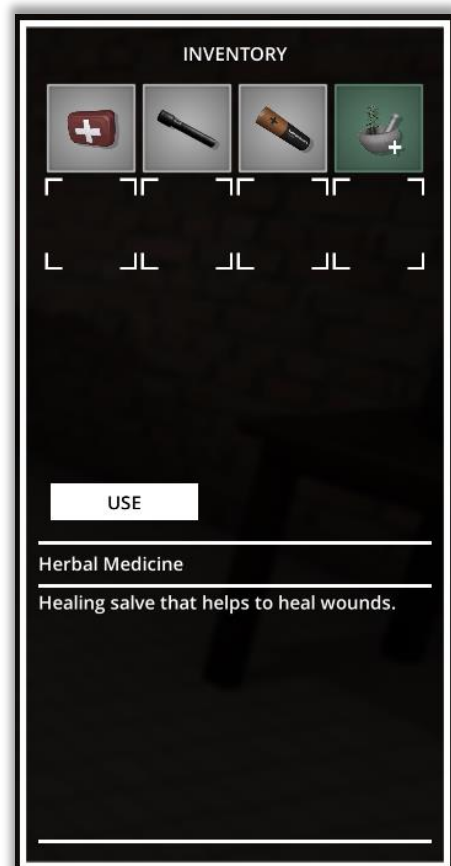 INVENTORY
USE
Herbal Medicine
Healing salve that helps to heal wounds.